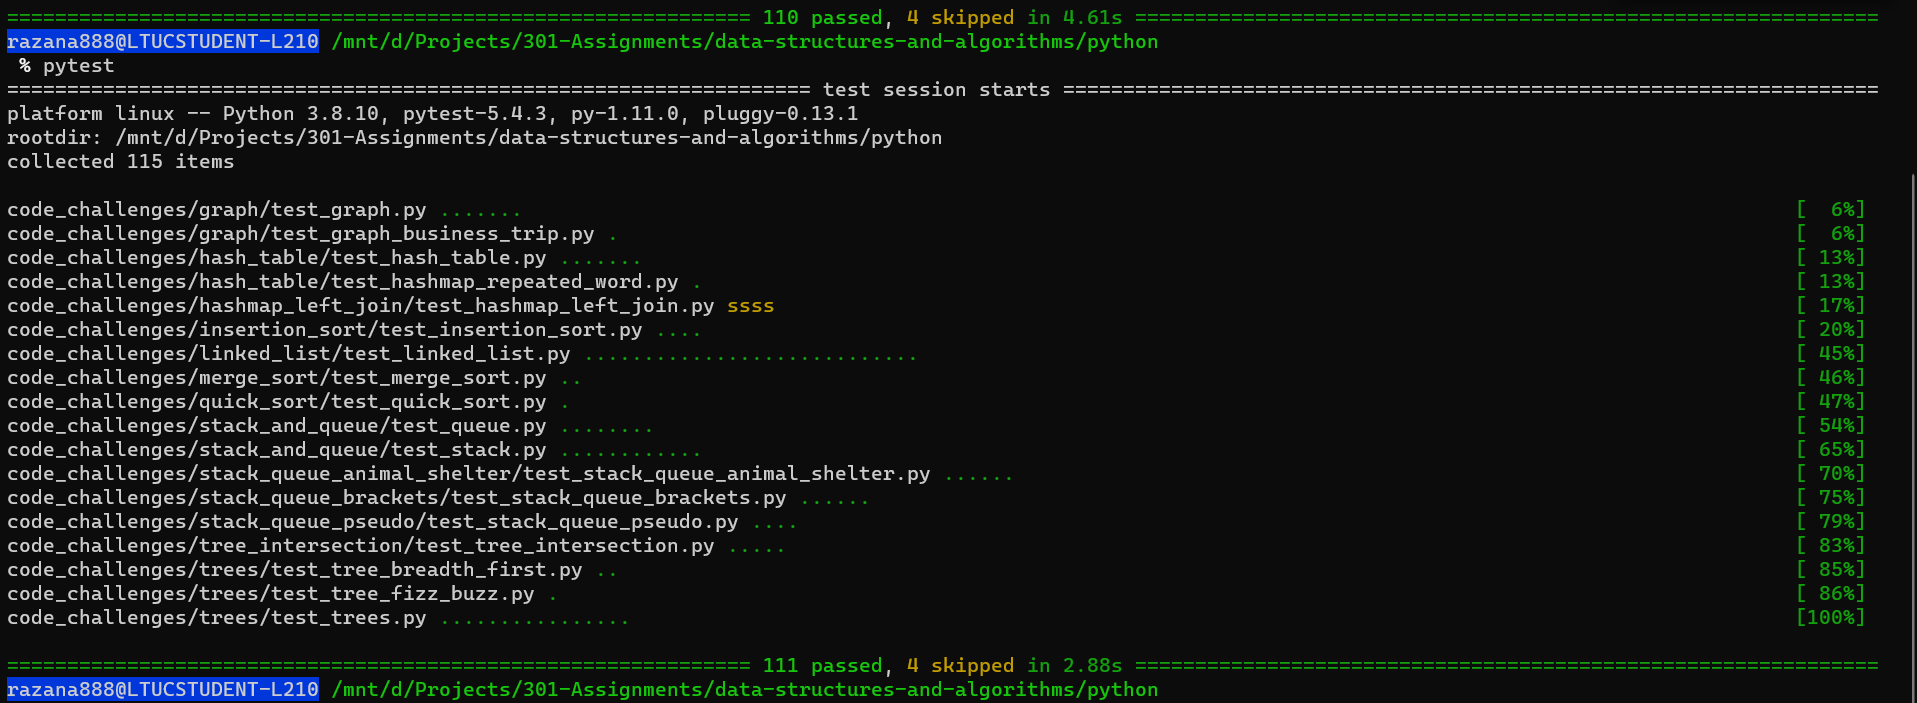 ============================================================== 110 passed, 4 skipped in 4.61s ==============================================================
razana888@LTUCSTUDENT-L210 /mnt/d/Projects/301-Assignments/data-structures-and-algorithms/python
% pytest
=================================================================== test session starts ====================================================================
platform linux -- Python 3.8.10, pytest-5.4.3, py-1.11.0, pluggy-0.13.1
rootdir: /mnt/d/Projects/301-Assignments/data-structures-and-algorithms/python
collected 115 items
code_challenges/graph/test_graph.py ....... [  6%]
code_challenges/graph/test_graph_business_trip.py . [  6%]
code_challenges/hash_table/test_hash_table.py ....... [ 13%]
code_challenges/hash_table/test_hashmap_repeated_word.py . [ 13%]
code_challenges/hashmap_left_join/test_hashmap_left_join.py ssss [ 17%]
code_challenges/insertion_sort/test_insertion_sort.py .... [ 20%]
code_challenges/linked_list/test_linked_list.py ............................ [ 45%]
code_challenges/merge_sort/test_merge_sort.py .. [ 46%]
code_challenges/quick_sort/test_quick_sort.py . [ 47%]
code_challenges/stack_and_queue/test_queue.py ........ [ 54%]
code_challenges/stack_and_queue/test_stack.py ............ [ 65%]
code_challenges/stack_queue_animal_shelter/test_stack_queue_animal_shelter.py ...... [ 70%]
code_challenges/stack_queue_brackets/test_stack_queue_brackets.py ...... [ 75%]
code_challenges/stack_queue_pseudo/test_stack_queue_pseudo.py .... [ 79%]
code_challenges/tree_intersection/test_tree_intersection.py ..... [ 83%]
code_challenges/trees/test_tree_breadth_first.py .. [ 85%]
code_challenges/trees/test_tree_fizz_buzz.py . [ 86%]
code_challenges/trees/test_trees.py ................ [100%]
============================================================== 111 passed, 4 skipped in 2.88s ==============================================================
razana888@LTUCSTUDENT-L210 /mnt/d/Projects/301-Assignments/data-structures-and-algorithms/python